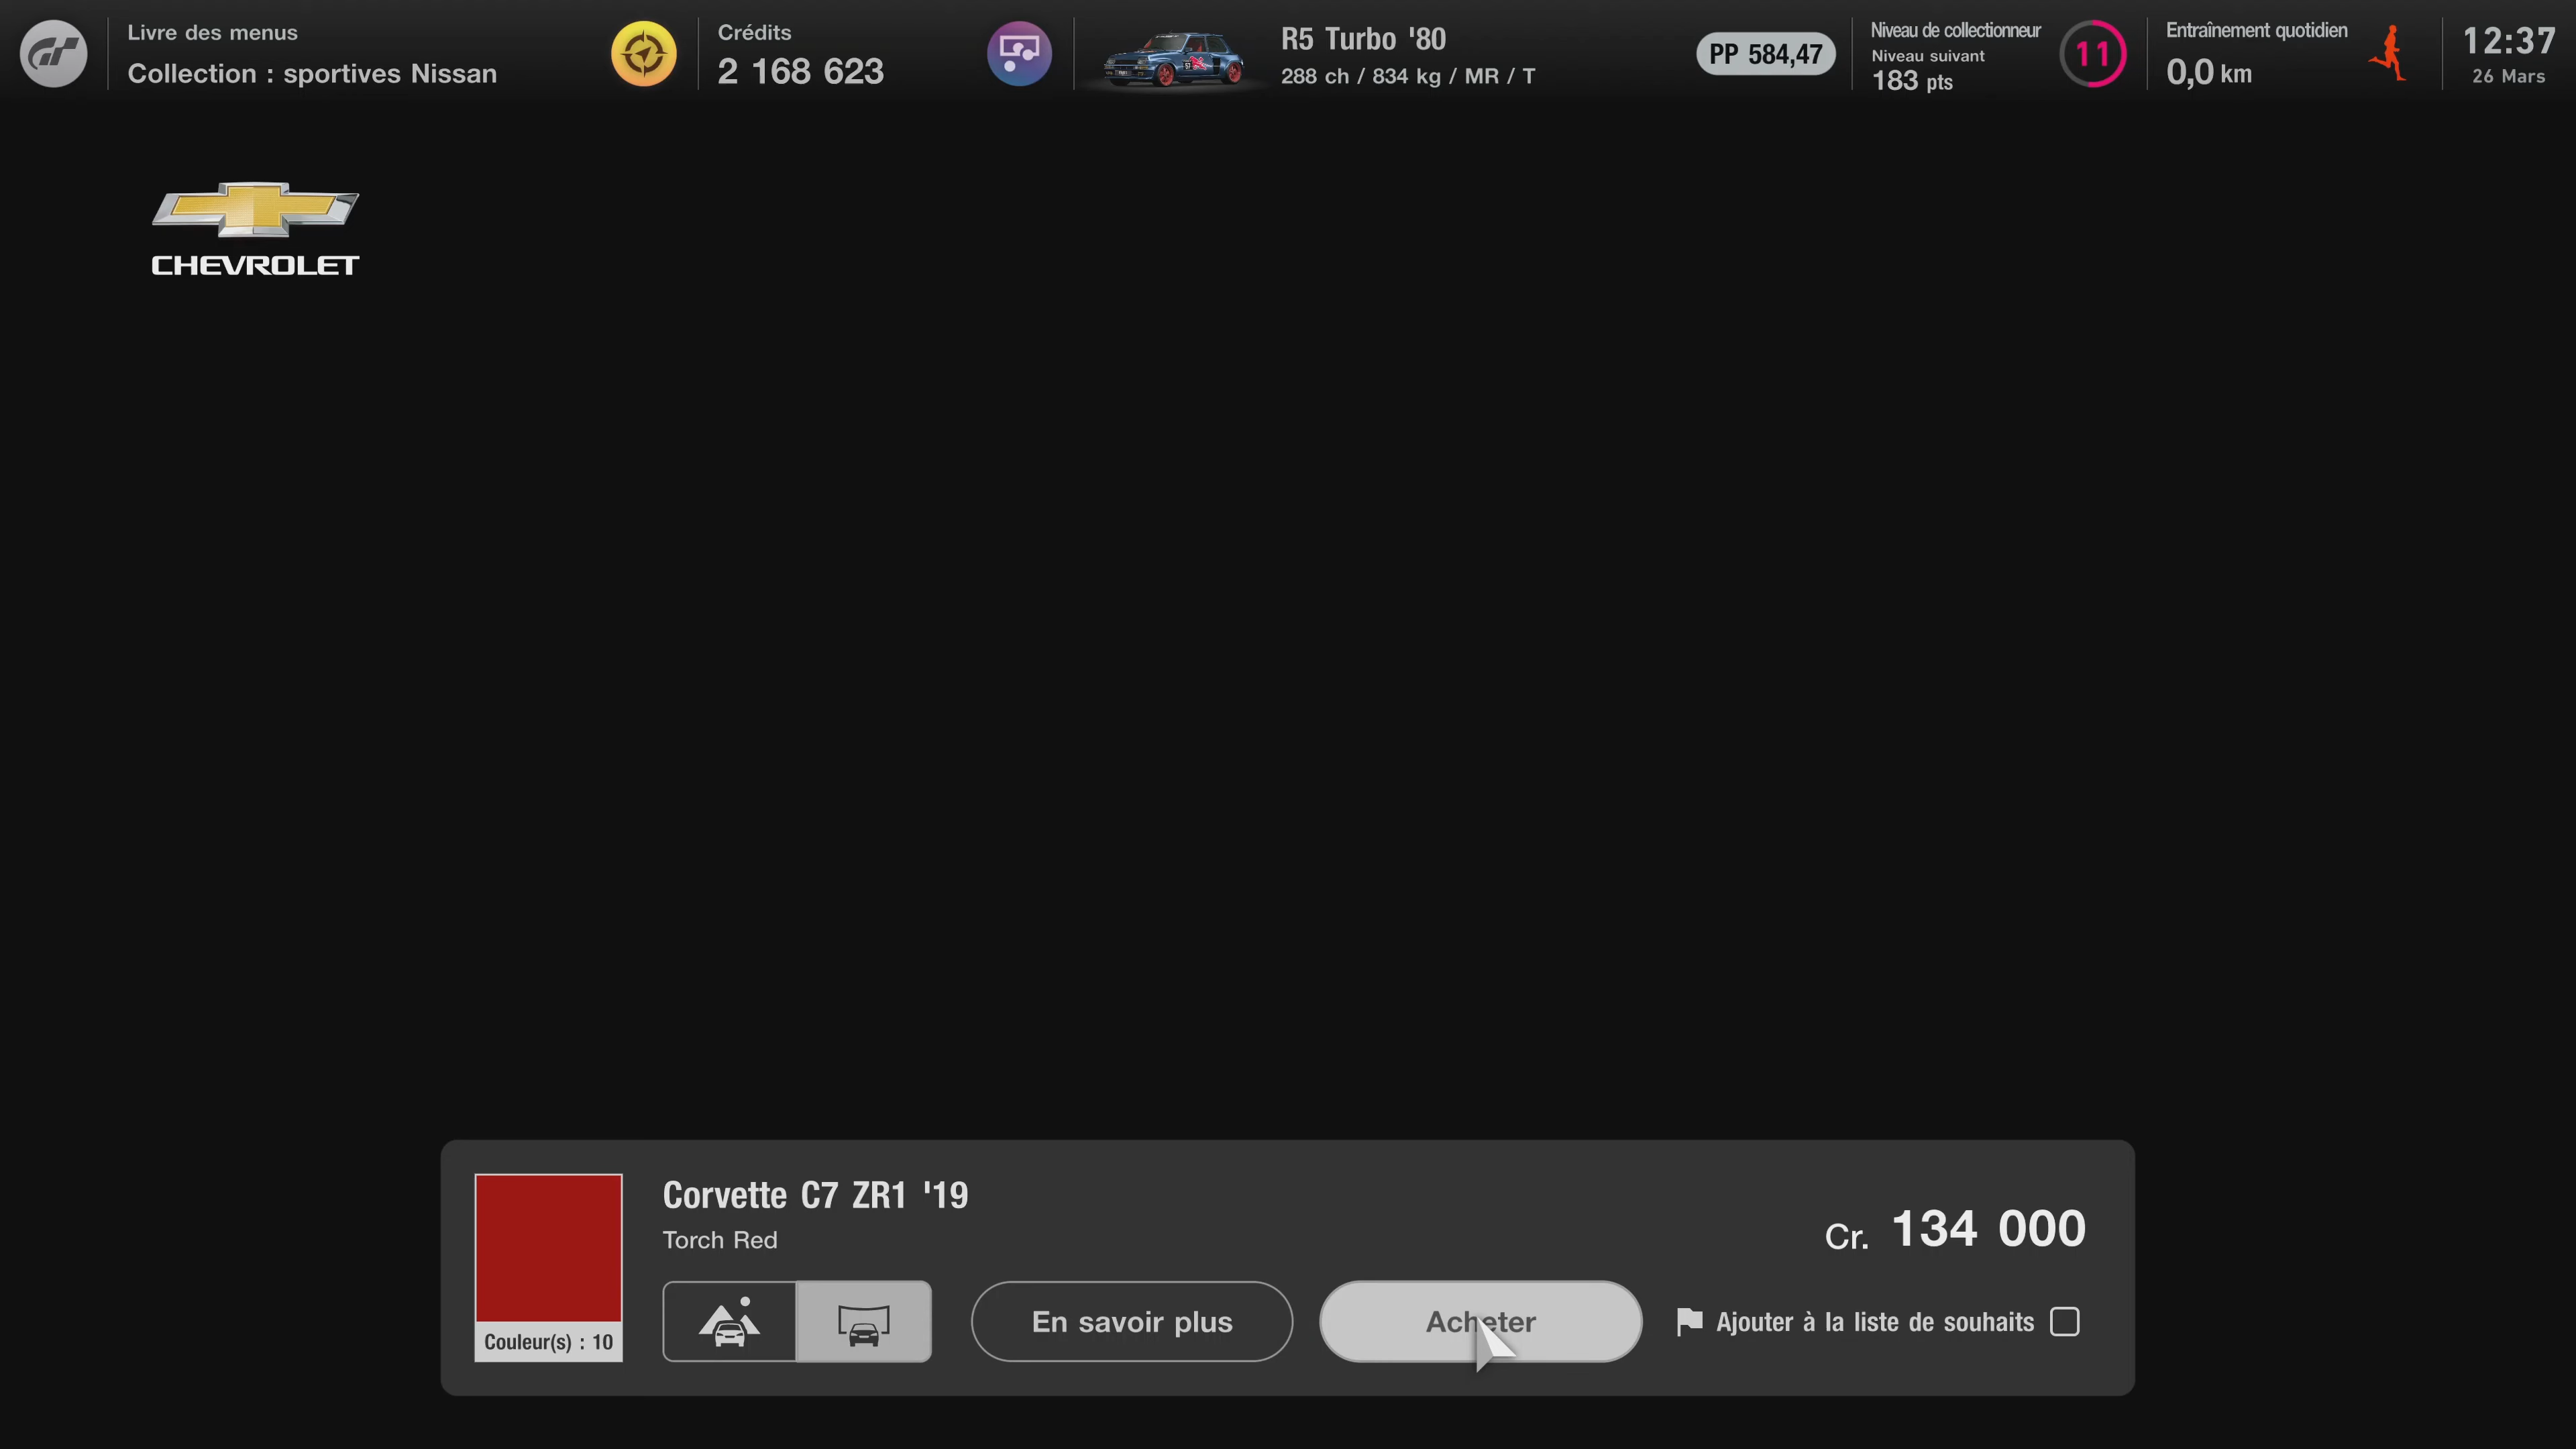 Livre des menus
Collection : sportives Nissan
Crédits
2 168 623
R5 Turbo '80
288 ch / 834 kg / MR / T
PP 584,47
Niveau de collectionneur
Niveau suivant
183 pts
11
Entraînement quotidien
0,0 km
12:37
26 Mars
CHEVROLET
Corvette C7 ZR1 '19
Torch Red
Cr. 134 000
Couleur(s) : 10
En savoir plus
Acheter
Ajouter à la liste de souhaits